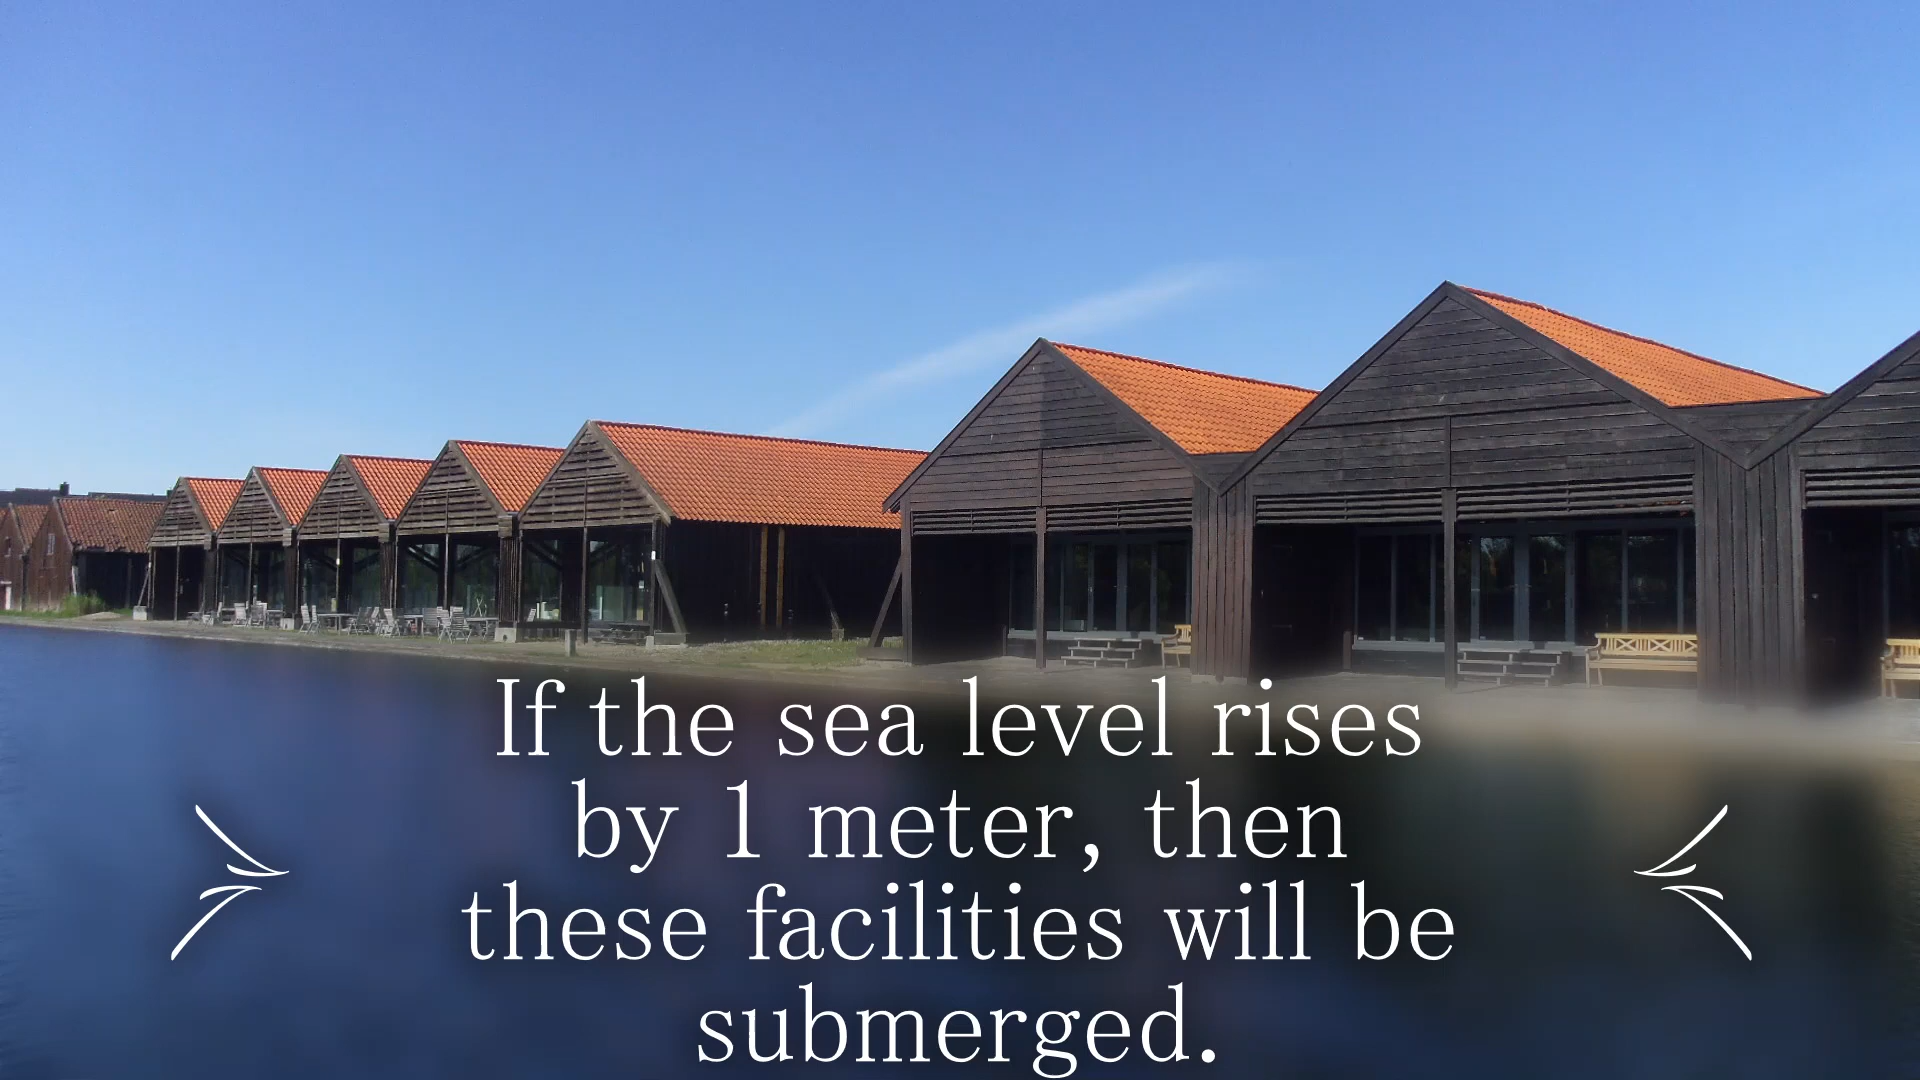 If the sea level rises
by 1 meter, then
these facilities will be
submerged.